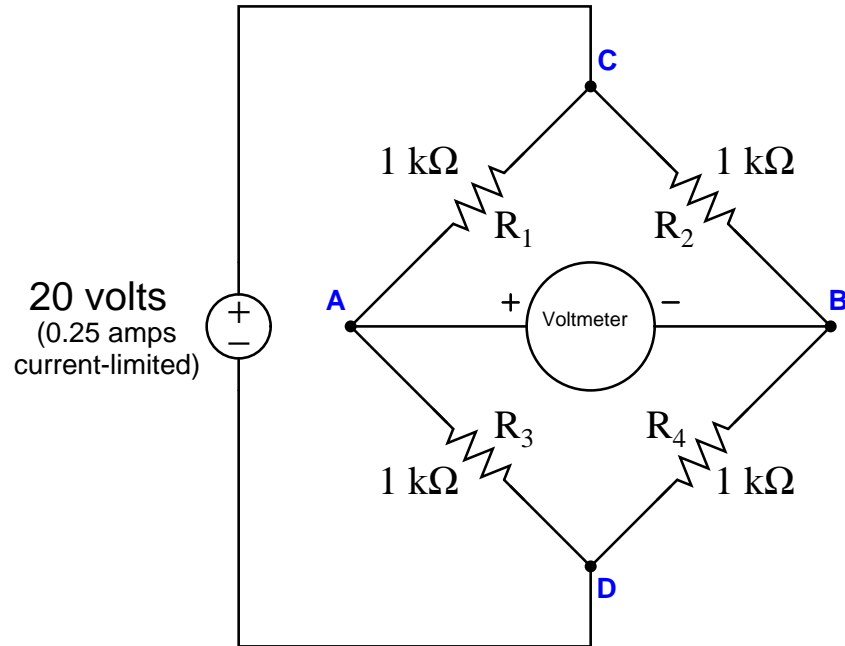 C
1 kΩ
1 kΩ
R1
R2
20 volts
(0.25 amps
current-limited)
+
−
A
+
Voltmeter
−
B
R3
R4
1 kΩ
1 kΩ
D